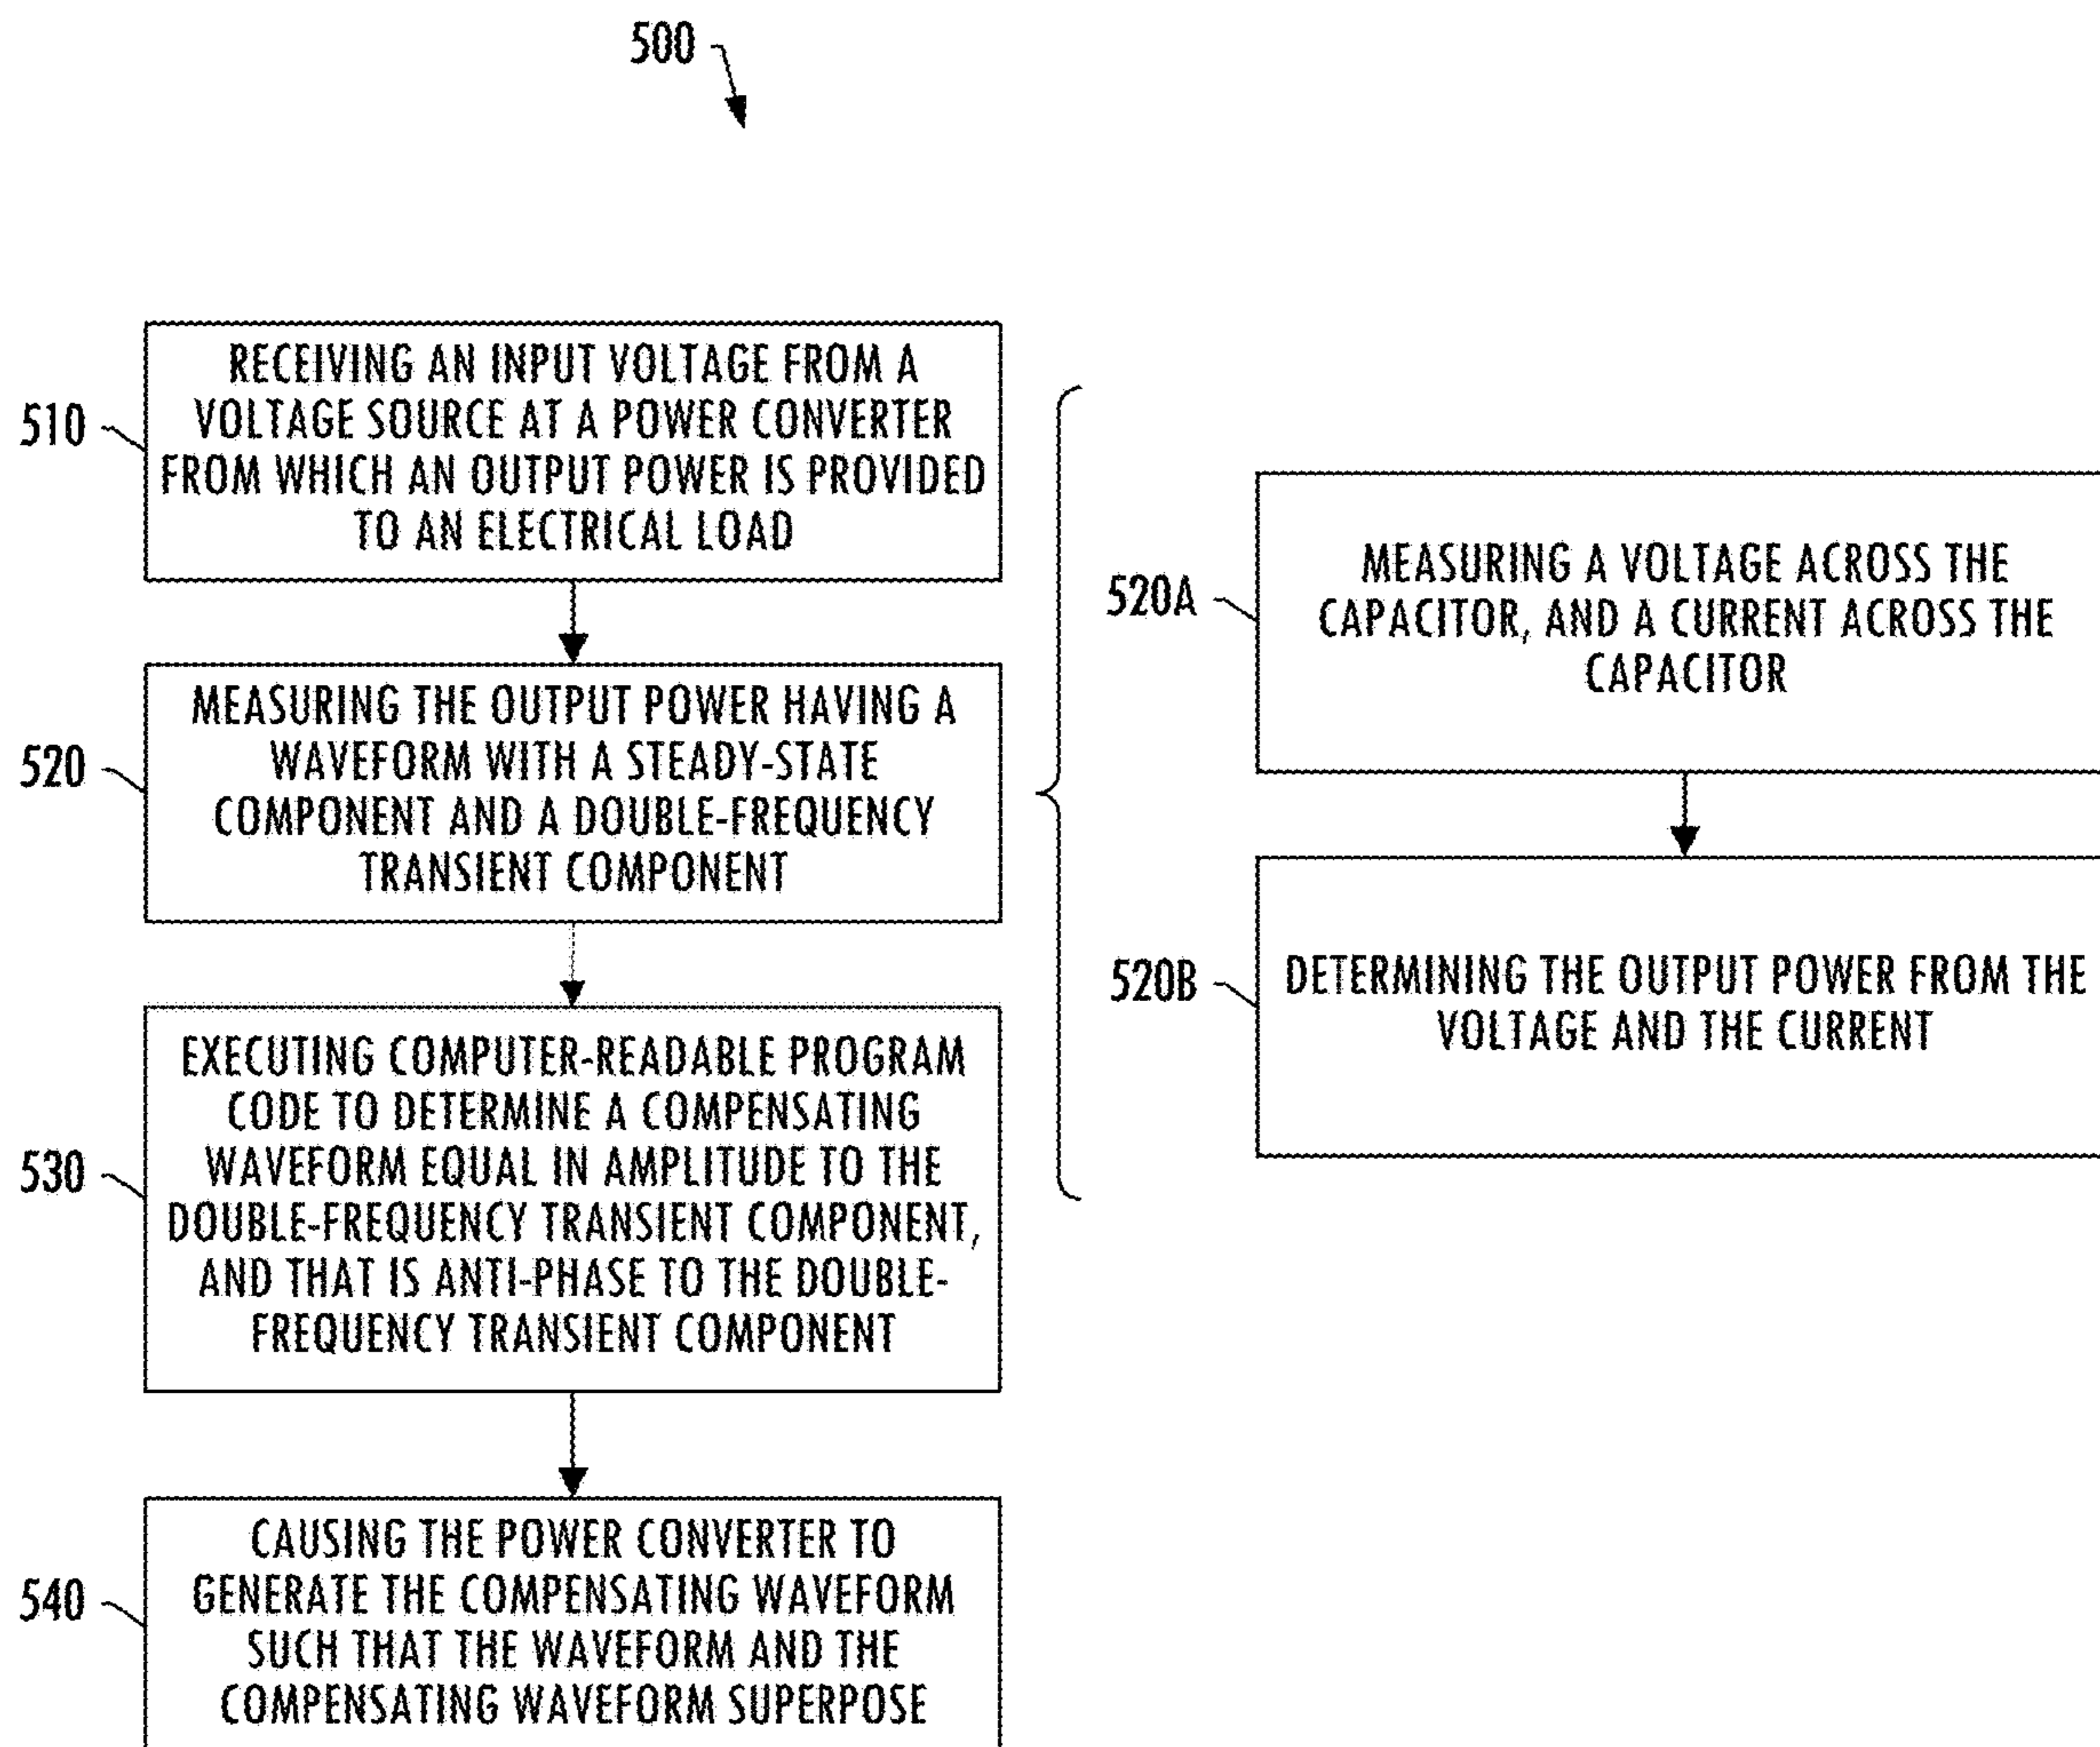 500
510
RECEIVING AN INPUT VOLTAGE FROM A
VOLTAGE SOURCE AT A POWER CONVERTER
FROM WHICH AN OUTPUT POWER IS PROVIDED
TO AN ELECTRICAL LOAD
520
MEASURING THE OUTPUT POWER HAVING A
WAVEFORM WITH A STEADY-STATE
COMPONENT AND A DOUBLE-FREQUENCY
TRANSIENT COMPONENT
530
EXECUTING COMPUTER-READABLE PROGRAM
CODE TO DETERMINE A COMPENSATING
WAVEFORM EQUAL IN AMPLITUDE TO THE
DOUBLE-FREQUENCY TRANSIENT COMPONENT,
AND THAT IS ANTI-PHASE TO THE DOUBLE-
FREQUENCY TRANSIENT COMPONENT
540
CAUSING THE POWER CONVERTER TO
GENERATE THE COMPENSATING WAVEFORM
SUCH THAT THE WAVEFORM AND THE
COMPENSATING WAVEFORM SUPERPOSE
520A
MEASURING A VOLTAGE ACROSS THE
CAPACITOR, AND A CURRENT ACROSS THE
CAPACITOR
520B
DETERMINING THE OUTPUT POWER FROM THE
VOLTAGE AND THE CURRENT